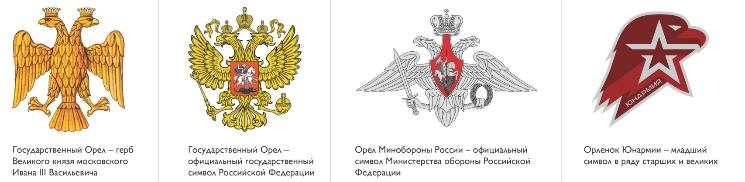 Государственный Орел – герб
Великого князя московского
Ивана III Васильевича
Государственный Орел –
официальный государственный
символ Российской Федерации
Орел Минобороны России – официальный
символ Министерства обороны Российской
Федерации
ЮНАРМИЯ
Орленок Юнармии – младший
символ в ряду старших и великих